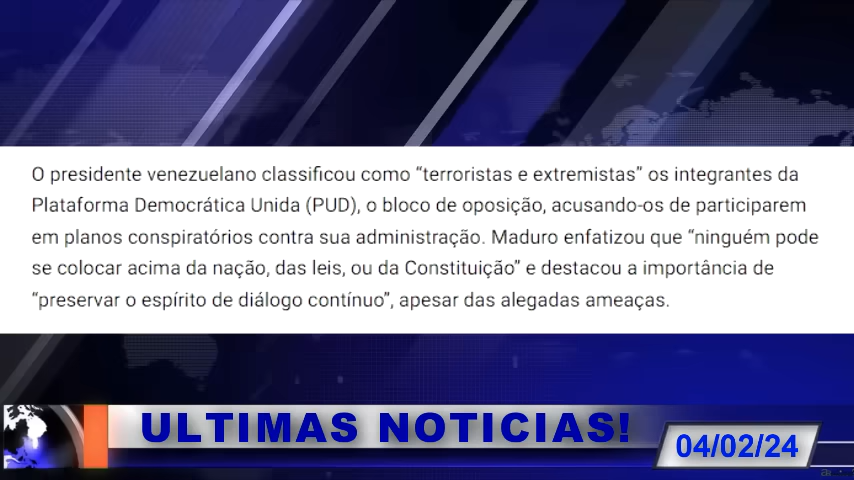 O presidente venezuelano classificou como “terroristas e extremistas” os integrantes da
Plataforma Democrática Unida (PUD), o bloco de oposição, acusando-os de participarem
em planos conspiratórios contra sua administração. Maduro enfatizou que “ninguém pode
se colocar acima da nação, das leis, ou da Constituição” e destacou a importância de
“preservar o espírito de diálogo contínuo”, apesar das alegadas ameaças.
ULTIMAS NOTICIAS!
04/02/24